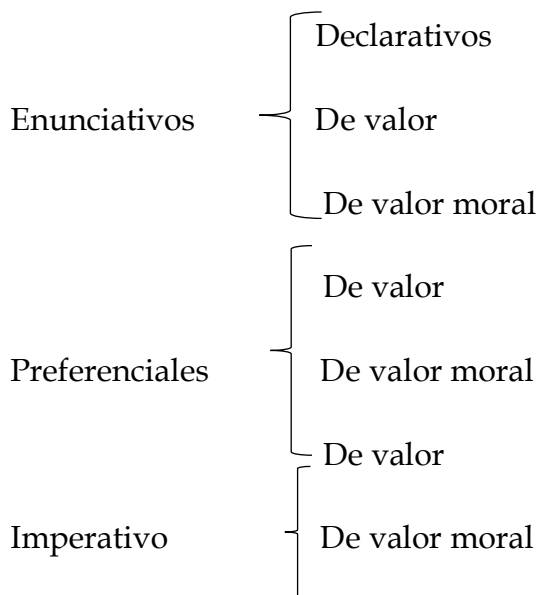 Declarativos
Enunciativos De valor
De valor moral
De valor
Preferenciales De valor moral
De valor
Imperativo De valor moral